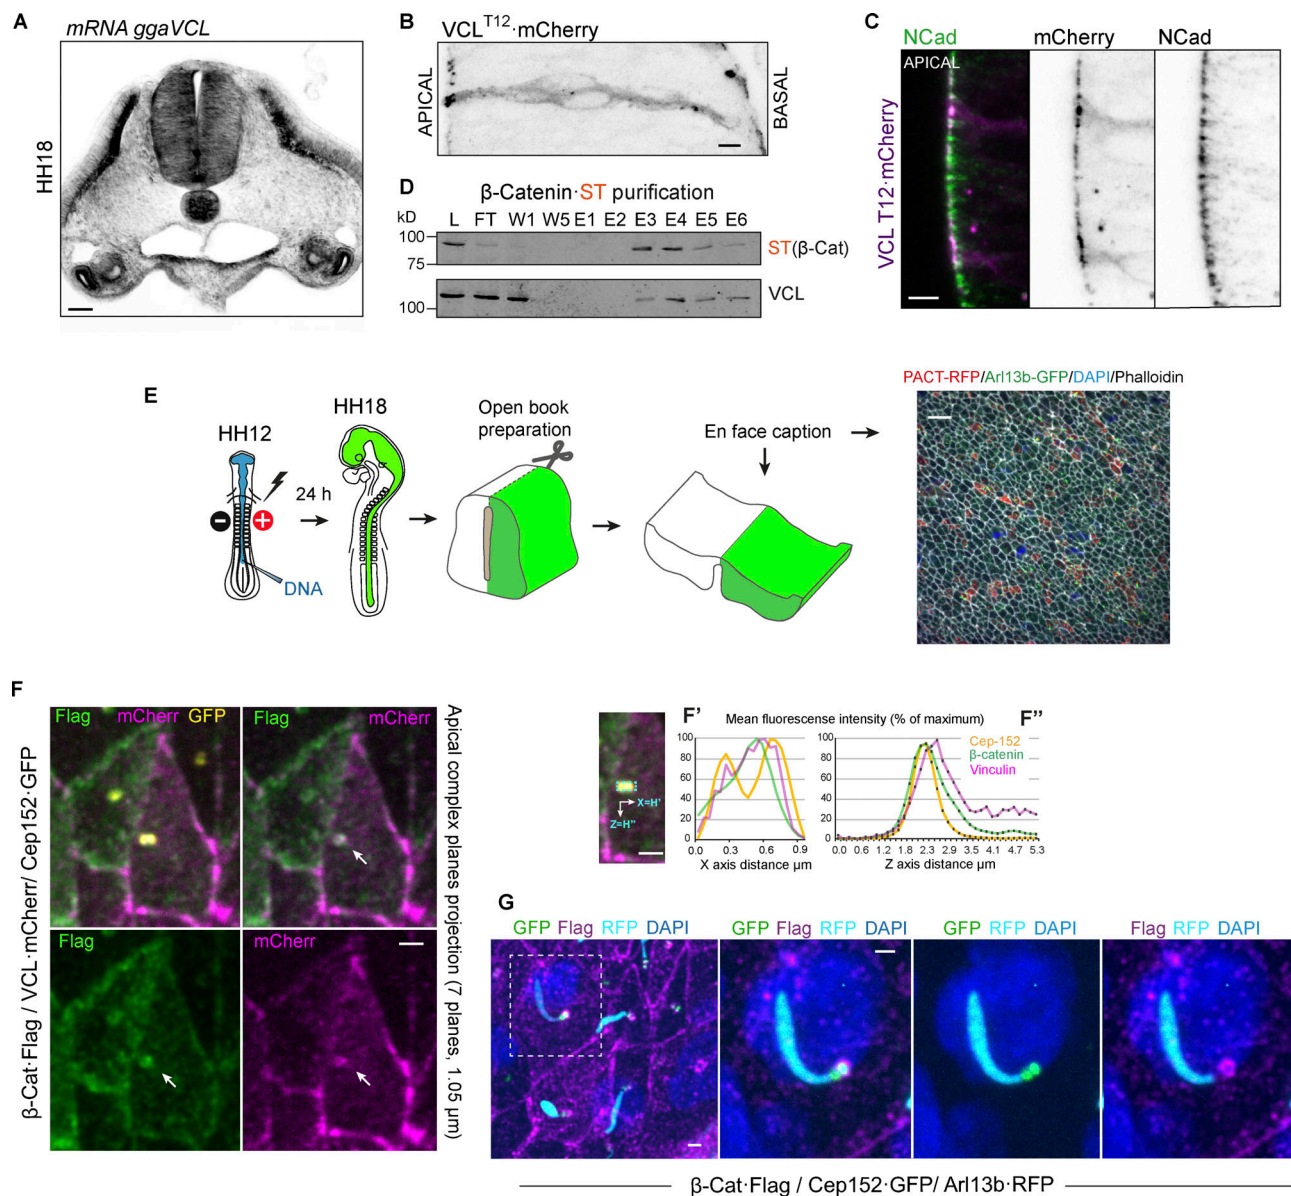 A
mRNA ggaVCL
HH18
B
VCL^T12·mCherry
APICAL
BASAL
C
NCad
mCherry
NCad
APICAL
VCL T12·mCherry
D
β-Catenin·ST purification
kD
L FT W1 W5 E1 E2 E3 E4 E5 E6
100
75
ST(β-Cat)
100
VCL
E
HH12
DNA
24 h
HH18
Open book
preparation
En face caption
PACT-RFP/Arl13b-GFP/DAPI/Phalloidin
F
β-Cat·Flag / VCL·mCherry/ Cep152·GFP
Flag mCherr GFP
Flag mCherr
Flag
mCherr
Apical complex planes projection (7 planes, 1.05 µm)
X=H'
Z=H"
F'
Mean fluorescense intensity (% of maximum)
F"
100
80
60
40
20
0
0.0 0.3 0.6 0.9
X axis distance µm
Cep-152
β-catenin
Vinculin
100
80
60
40
20
0
0.0 0.6 1.2 1.8 2.3 2.9 3.5 4.1 4.7 5.3
Z axis distance µm
G
GFP Flag RFP DAPI
GFP Flag RFP DAPI
GFP RFP DAPI
Flag RFP DAPI
β-Cat·Flag / Cep152·GFP/ Arl13b·RFP